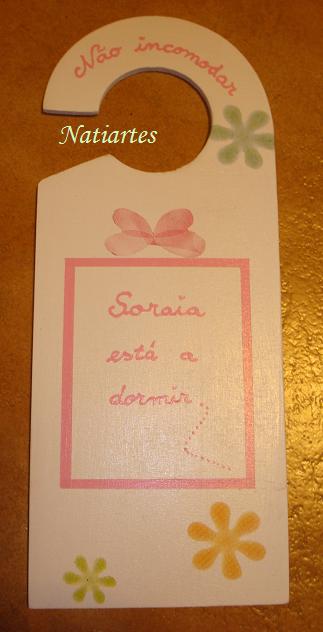 Não incomodar
Natiartes
Soraia
está a
dormir